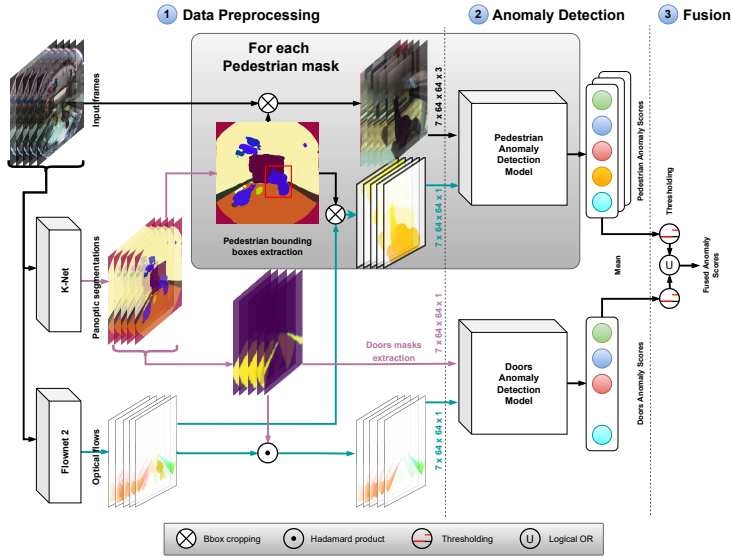 1 Data Preprocessing
2 Anomaly Detection
3 Fusion
For each
Pedestrian mask
Input frames
7 x 64 x 64 x 3
Pedestrian
Anomaly
Detection
Model
Pedestrian Anomaly Scores
Thresholding
7 x 64 x 64 x 1
Pedestrian bounding
boxes extraction
K-Net
Panoptic segmentations
Mean
U
Fused Anomaly
Scores
7 x 64 x 64 x 1
Doors masks
extraction
Doors
Anomaly
Detection
Model
Doors Anomaly Scores
Flownet 2
Optical flows
7 x 64 x 64 x 1
Bbox cropping
Hadamard product
Thresholding
U
Logical OR